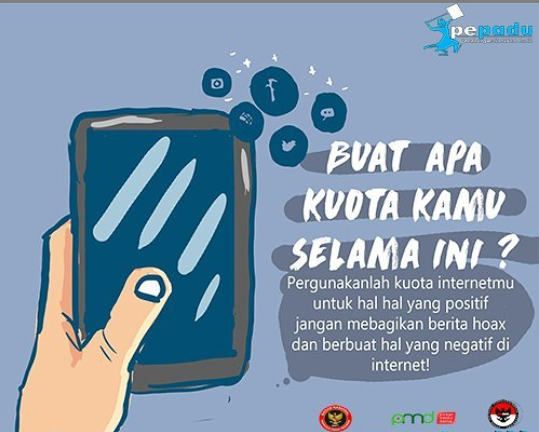 pepadu
BUAT APA
KUOTA KAMU
SELAMA INI ?
Pergunakanlah kuota internetmu
untuk hal hal yang positif
jangan mebagikan berita hoax
dan berbuat hal yang negatif di
internet!
pmd